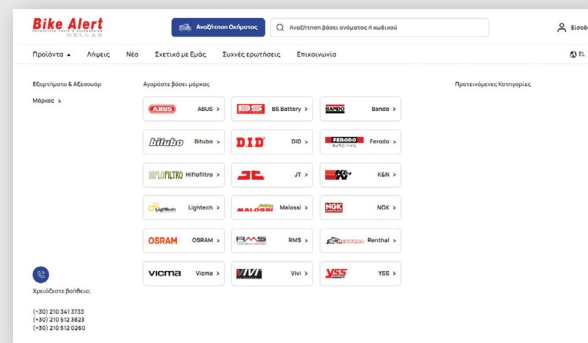 Bike Alert
HELLAS
Αναζήτηση Οχήματος
Αναζήτηση βάσει ονόματος ή κωδικού
Προϊόντα
Λήψεις
Νέα
Σχετικά με Εμάς
Συχνές ερωτήσεις
Επικοινωνία
EL
Εξαρτήματα & Αξεσουάρ
Αγοράστε βάσει μάρκας
Προτεινόμενες Κατηγορίες
Μάρκες >
ABUS ABUS >
BS BS Battery >
BANDO Bando >
bitubo Bitubo >
D.I.D DID >
FERODO RACING Ferodo >
HIFLOFILTRO Hiflofiltro >
JT >
K&N K&N >
LighTech Lightech >
MALOSSI Malossi >
NGK NGK >
OSRAM OSRAM >
RMS RMS >
Renthal >
VICMA Vicma >
VIVI Vivi >
YSS YSS >
Χρειάζεστε βοήθεια;
(+30) 210 341 3733
(+30) 210 512 3823
(+30) 210 512 0260